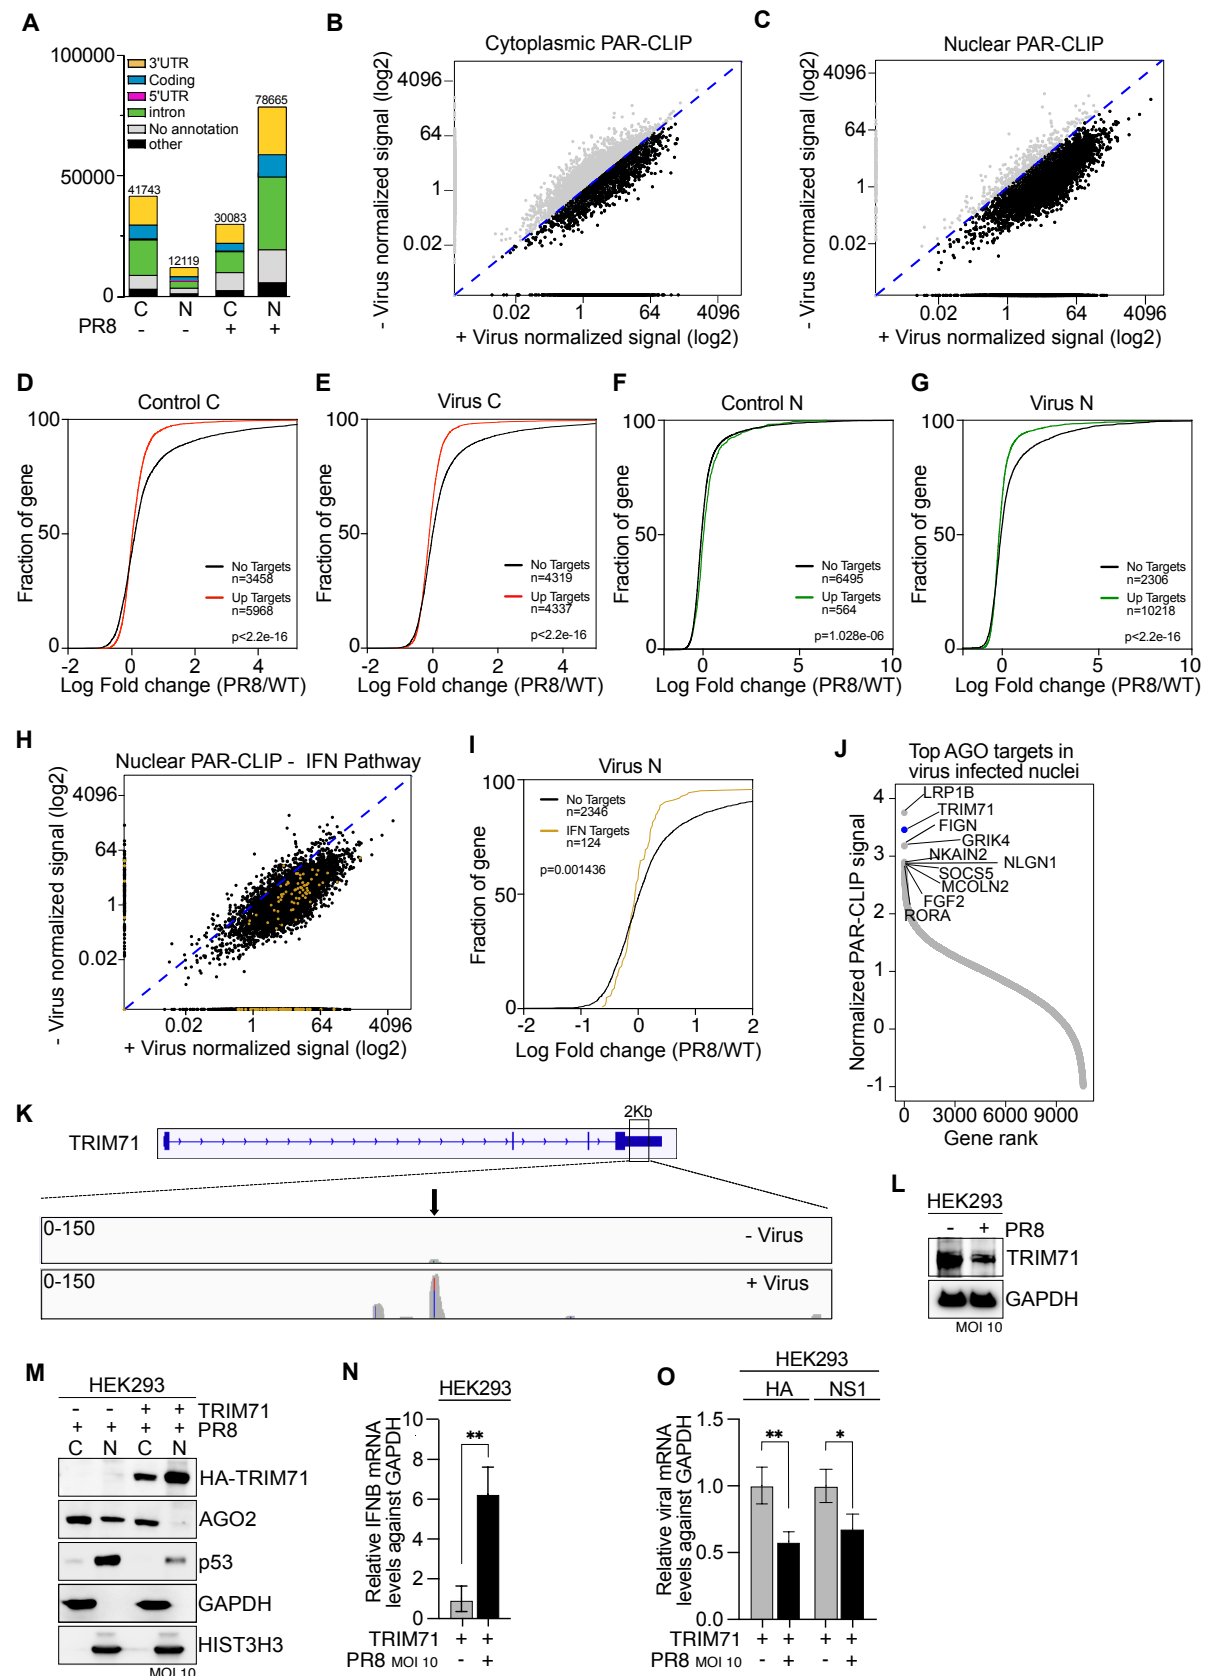 A
100000
50000
0
3'UTR
Coding
5'UTR
intron
No annotation
other
41743
12119
30083
78665
C N C N
PR8 - - + +
B
Cytoplasmic PAR-CLIP
- Virus normalized signal (log2)
4096
64
1
0.02
0.02 1 64 4096
+ Virus normalized signal (log2)
C
Nuclear PAR-CLIP
- Virus normalized signal (log2)
4096
64
1
0.02
0.02 1 64 4096
+ Virus normalized signal (log2)
D
Control C
Fraction of gene
100
50
0
No Targets
n=3458
Up Targets
n=5968
p<2.2e-16
-2 0 2 4
Log Fold change (PR8/WT)
E
Virus C
Fraction of gene
100
50
0
No Targets
n=4319
Up Targets
n=4337
p<2.2e-16
-2 0 2 4
Log Fold change (PR8/WT)
F
Control N
Fraction of gene
100
50
0
No Targets
n=6495
Up Targets
n=564
p=1.028e-06
0 5 10
Log Fold change (PR8/WT)
G
Virus N
Fraction of gene
100
50
0
No Targets
n=2306
Up Targets
n=10218
p<2.2e-16
0 5 10
Log Fold change (PR8/WT)
H
Nuclear PAR-CLIP - IFN Pathway
- Virus normalized signal (log2)
4096
64
1
0.02
0.02 1 64 4096
+ Virus normalized signal (log2)
I
Virus N
Fraction of gene
100
50
0
No Targets
n=2346
IFN Targets
n=124
p=0.001436
-2 -1 0 1 2
Log Fold change (PR8/WT)
J
Top AGO targets in
virus infected nuclei
Normalized PAR-CLIP signal
4
3
2
1
0
-1
LRP1B
TRIM71
FIGN
GRIK4
NKAIN2
NLGN1
SOCS5
MCOLN2
FGF2
RORA
0 3000 6000 9000
Gene rank
K
2Kb
TRIM71
0-150
- Virus
0-150
+ Virus
L
HEK293
- + PR8
TRIM71
GAPDH
MOI 10
M
HEK293
- - + + TRIM71
+ + + + PR8
C N C N
HA-TRIM71
AGO2
p53
GAPDH
HIST3H3
MOI 10
N
HEK293
Relative IFNB mRNA
levels against GAPDH
10
8
6
4
2
0
**
TRIM71 + +
PR8 MOI 10 - +
O
HEK293
HA NS1
Relative viral mRNA
levels against GAPDH
1.5
1.0
0.5
0.0
** *
TRIM71 + + + +
PR8 MOI 10 - + - +